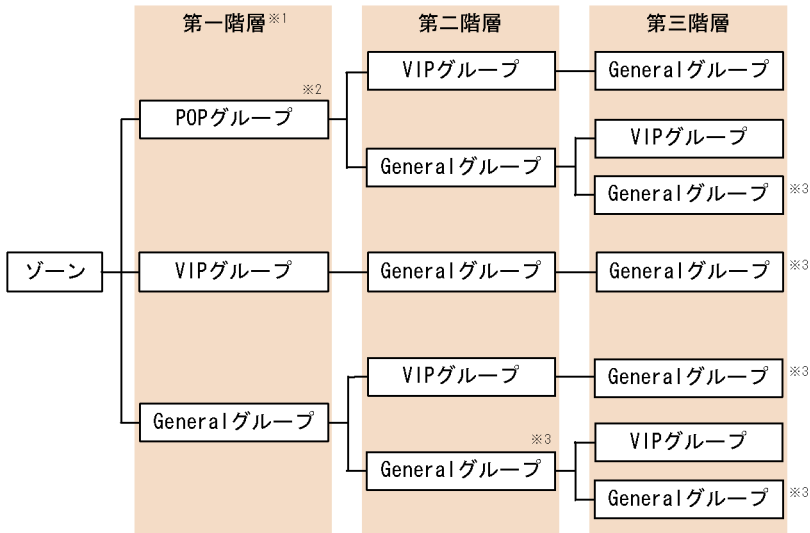 第一階層※1
第二階層
第三階層
VIPグループ
Generalグループ
※2
POPグループ
VIPグループ
Generalグループ
Generalグループ ※3
ゾーン
VIPグループ
Generalグループ
Generalグループ ※3
VIPグループ
Generalグループ ※3
Generalグループ
※3
VIPグループ
Generalグループ
Generalグループ ※3